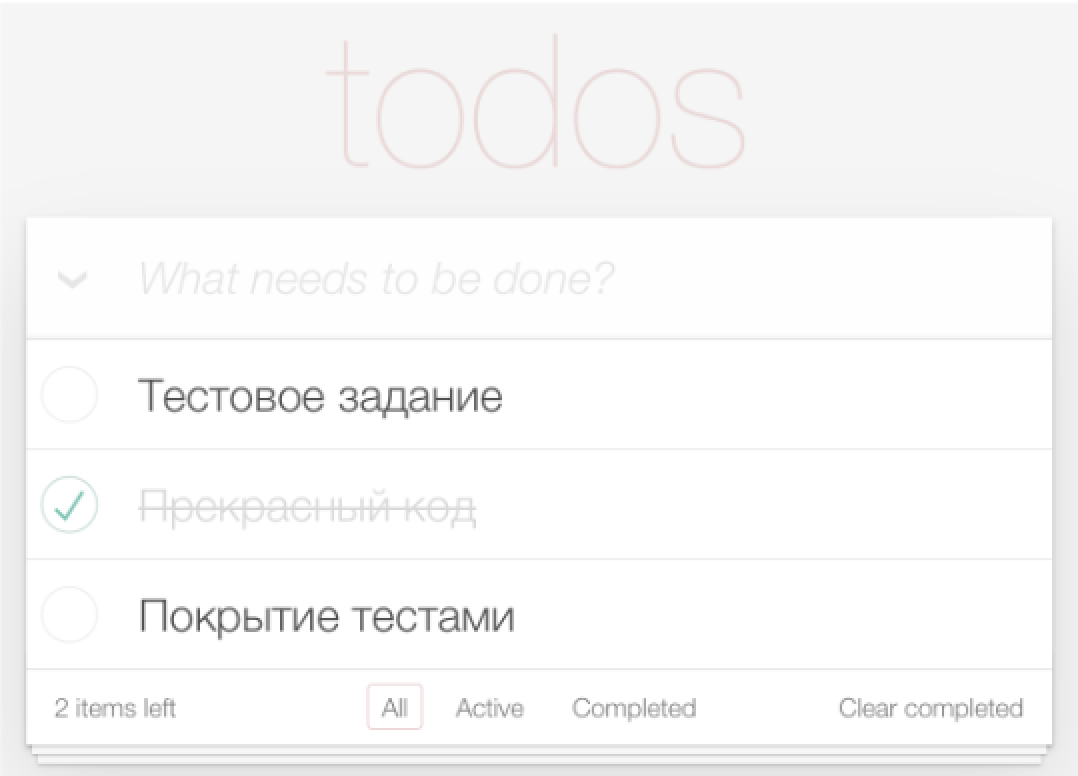 todos
What needs to be done?
Тестовое задание
Прекрасный код
Покрытие тестами
2 items left All Active Completed Clear completed